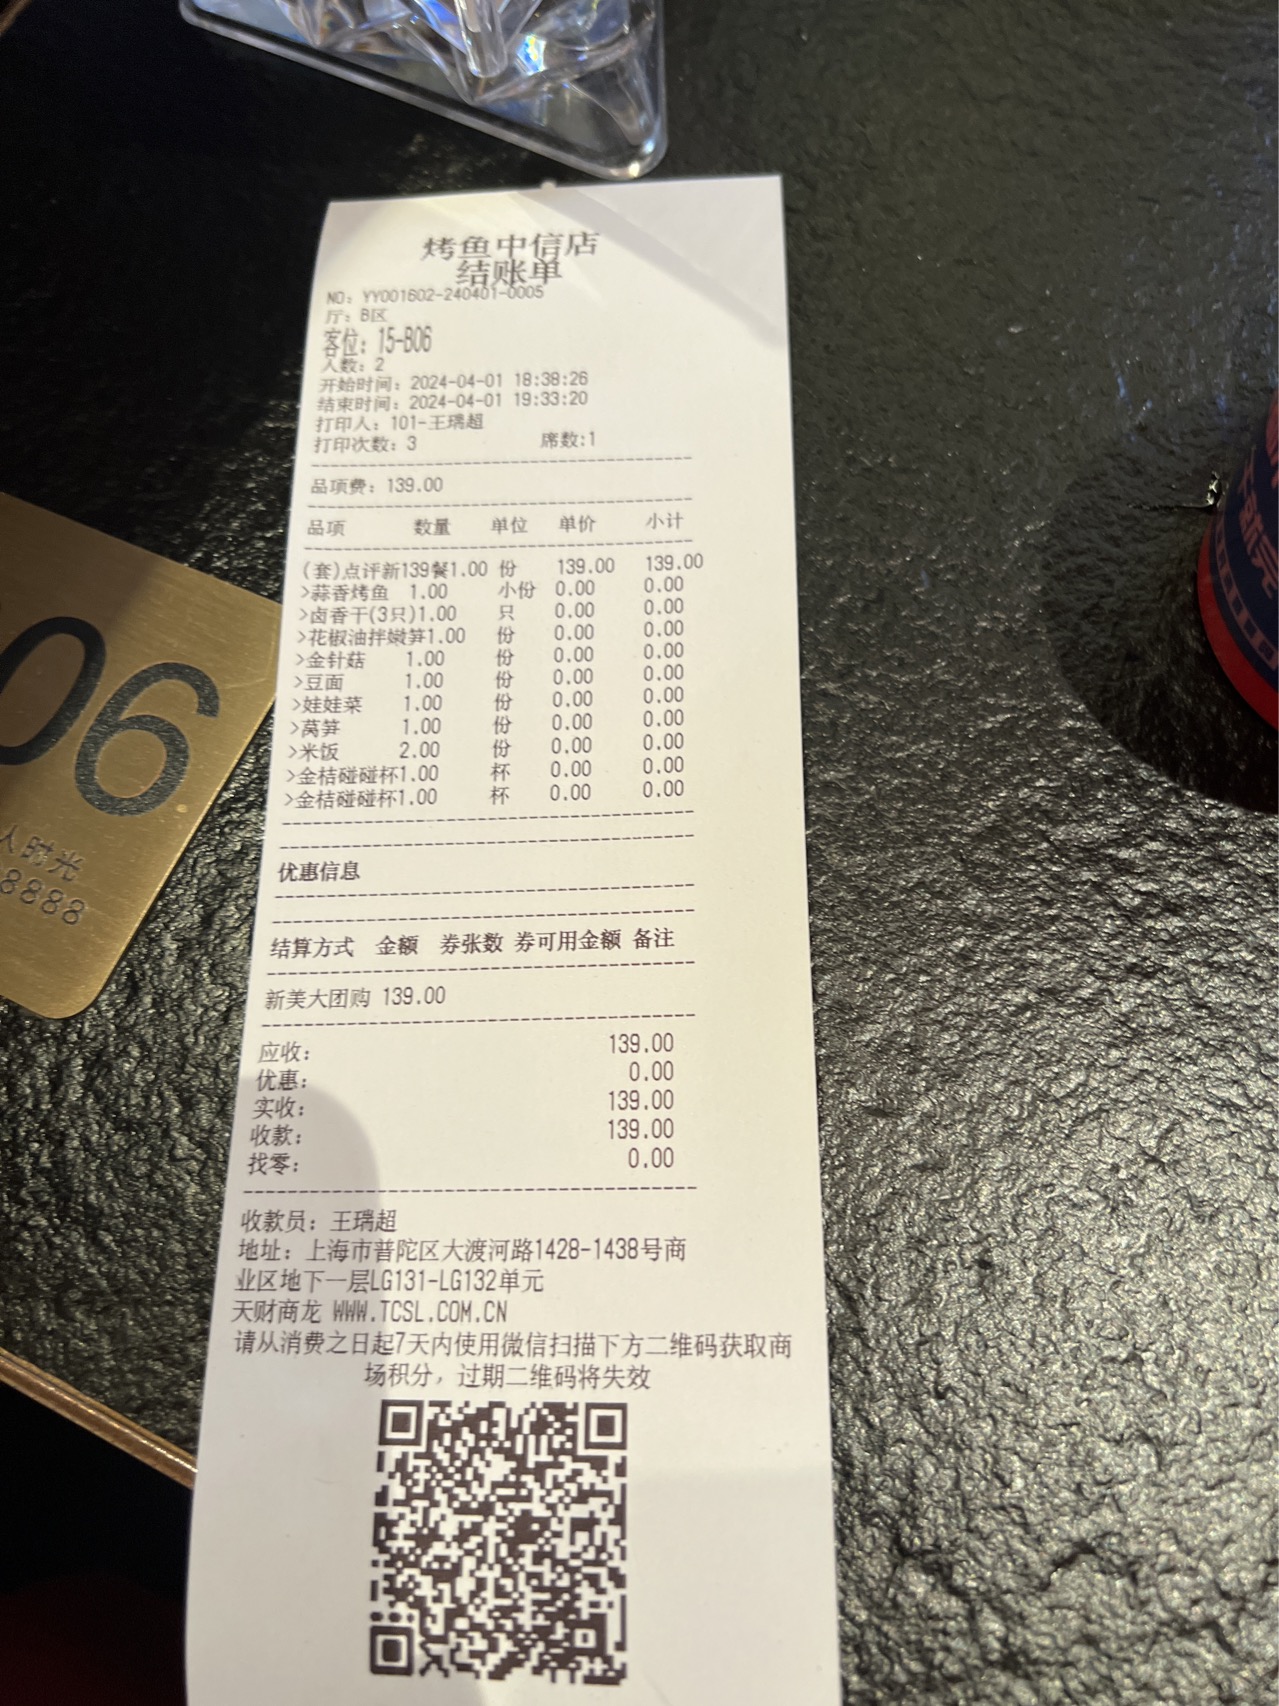 烤鱼中信店
结账单
NO: YY001602-240401-0005
厅: B区
客位: 15-B06
人数: 2
开始时间: 2024-04-01 18:38:26
结束时间: 2024-04-01 19:33:20
打印人: 101-王瑞超
打印次数: 3 席数:1
品项费: 139.00
品项 数量 单位 单价 小计
(套)点评新139餐1.00 份 139.00 139.00
>蒜香烤鱼 1.00 小份 0.00 0.00
>卤香干(3只)1.00 只 0.00 0.00
>花椒油拌嫩笋1.00 份 0.00 0.00
>金针菇 1.00 份 0.00 0.00
>豆面 1.00 份 0.00 0.00
>娃娃菜 1.00 份 0.00 0.00
>莴笋 1.00 份 0.00 0.00
>米饭 2.00 份 0.00 0.00
>金桔碰碰杯1.00 杯 0.00 0.00
>金桔碰碰杯1.00 杯 0.00 0.00
优惠信息
结算方式 金额 券张数 券可用金额 备注
新美大团购 139.00
应收: 139.00
优惠: 0.00
实收: 139.00
收款: 139.00
找零: 0.00
收款员: 王瑞超
地址: 上海市普陀区大渡河路1428-1438号商
业区地下一层LG131-LG132单元
天财商龙 WWW.TCSL.COM.CN
请从消费之日起7天内使用微信扫描下方二维码获取商
场积分，过期二维码将失效
06
人时光
8888